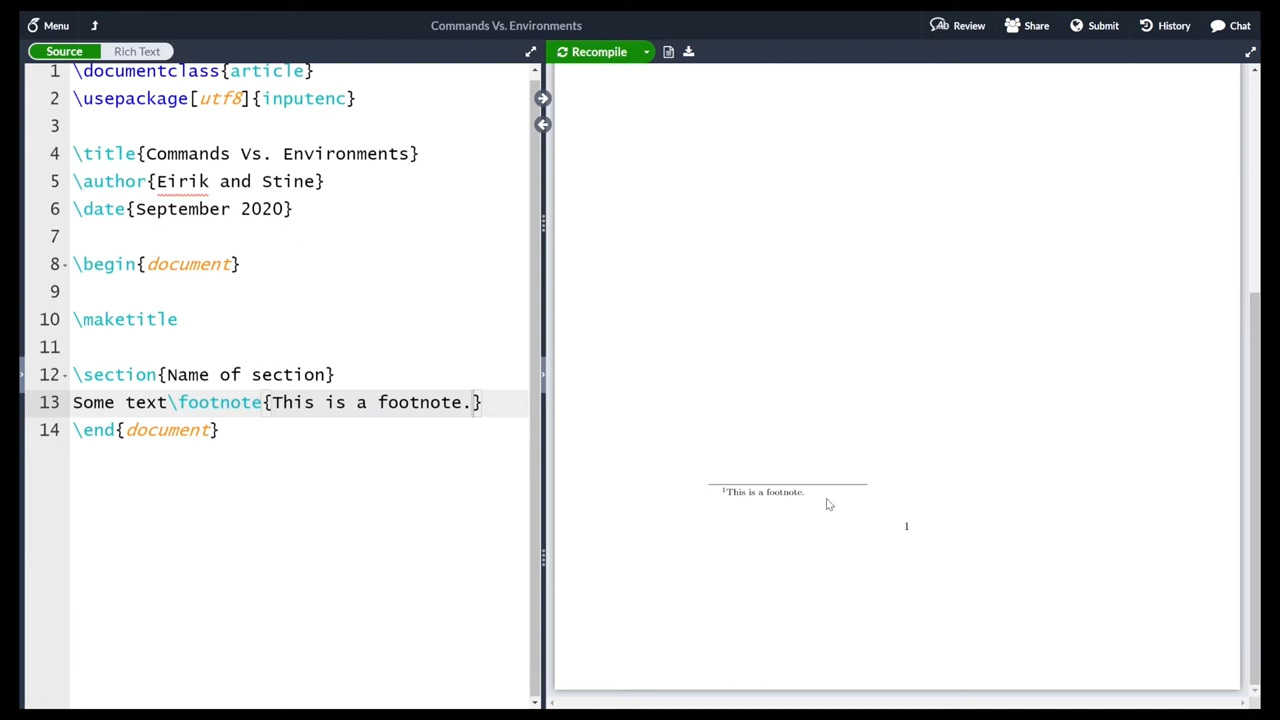 Menu
Commands Vs. Environments
Review
Share
Submit
History
Chat
Source
Rich Text
Recompile
1 \documentclass{article}
2 \usepackage[utf8]{inputenc}
3
4 \title{Commands Vs. Environments}
5 \author{Eirik and Stine}
6 \date{September 2020}
7
8 \begin{document}
9
10 \maketitle
11
12 \section{Name of section}
13 Some text\footnote{This is a footnote.}
14 \end{document}
1This is a footnote.
1